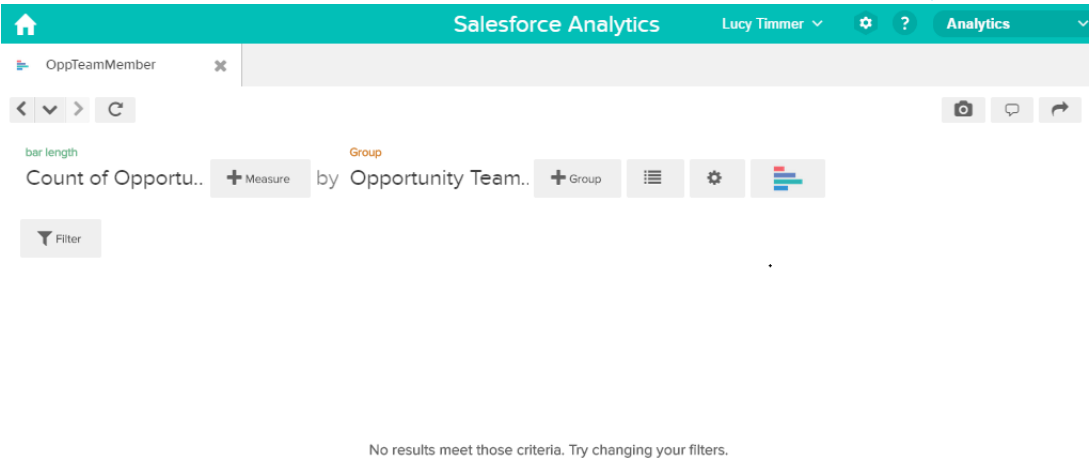 Salesforce Analytics Lucy Timmer ? Analytics
OppTeamMember
bar length Group
Count of Opportu.. + Measure by Opportunity Team.. + Group
Filter
No results meet those criteria. Try changing your filters.